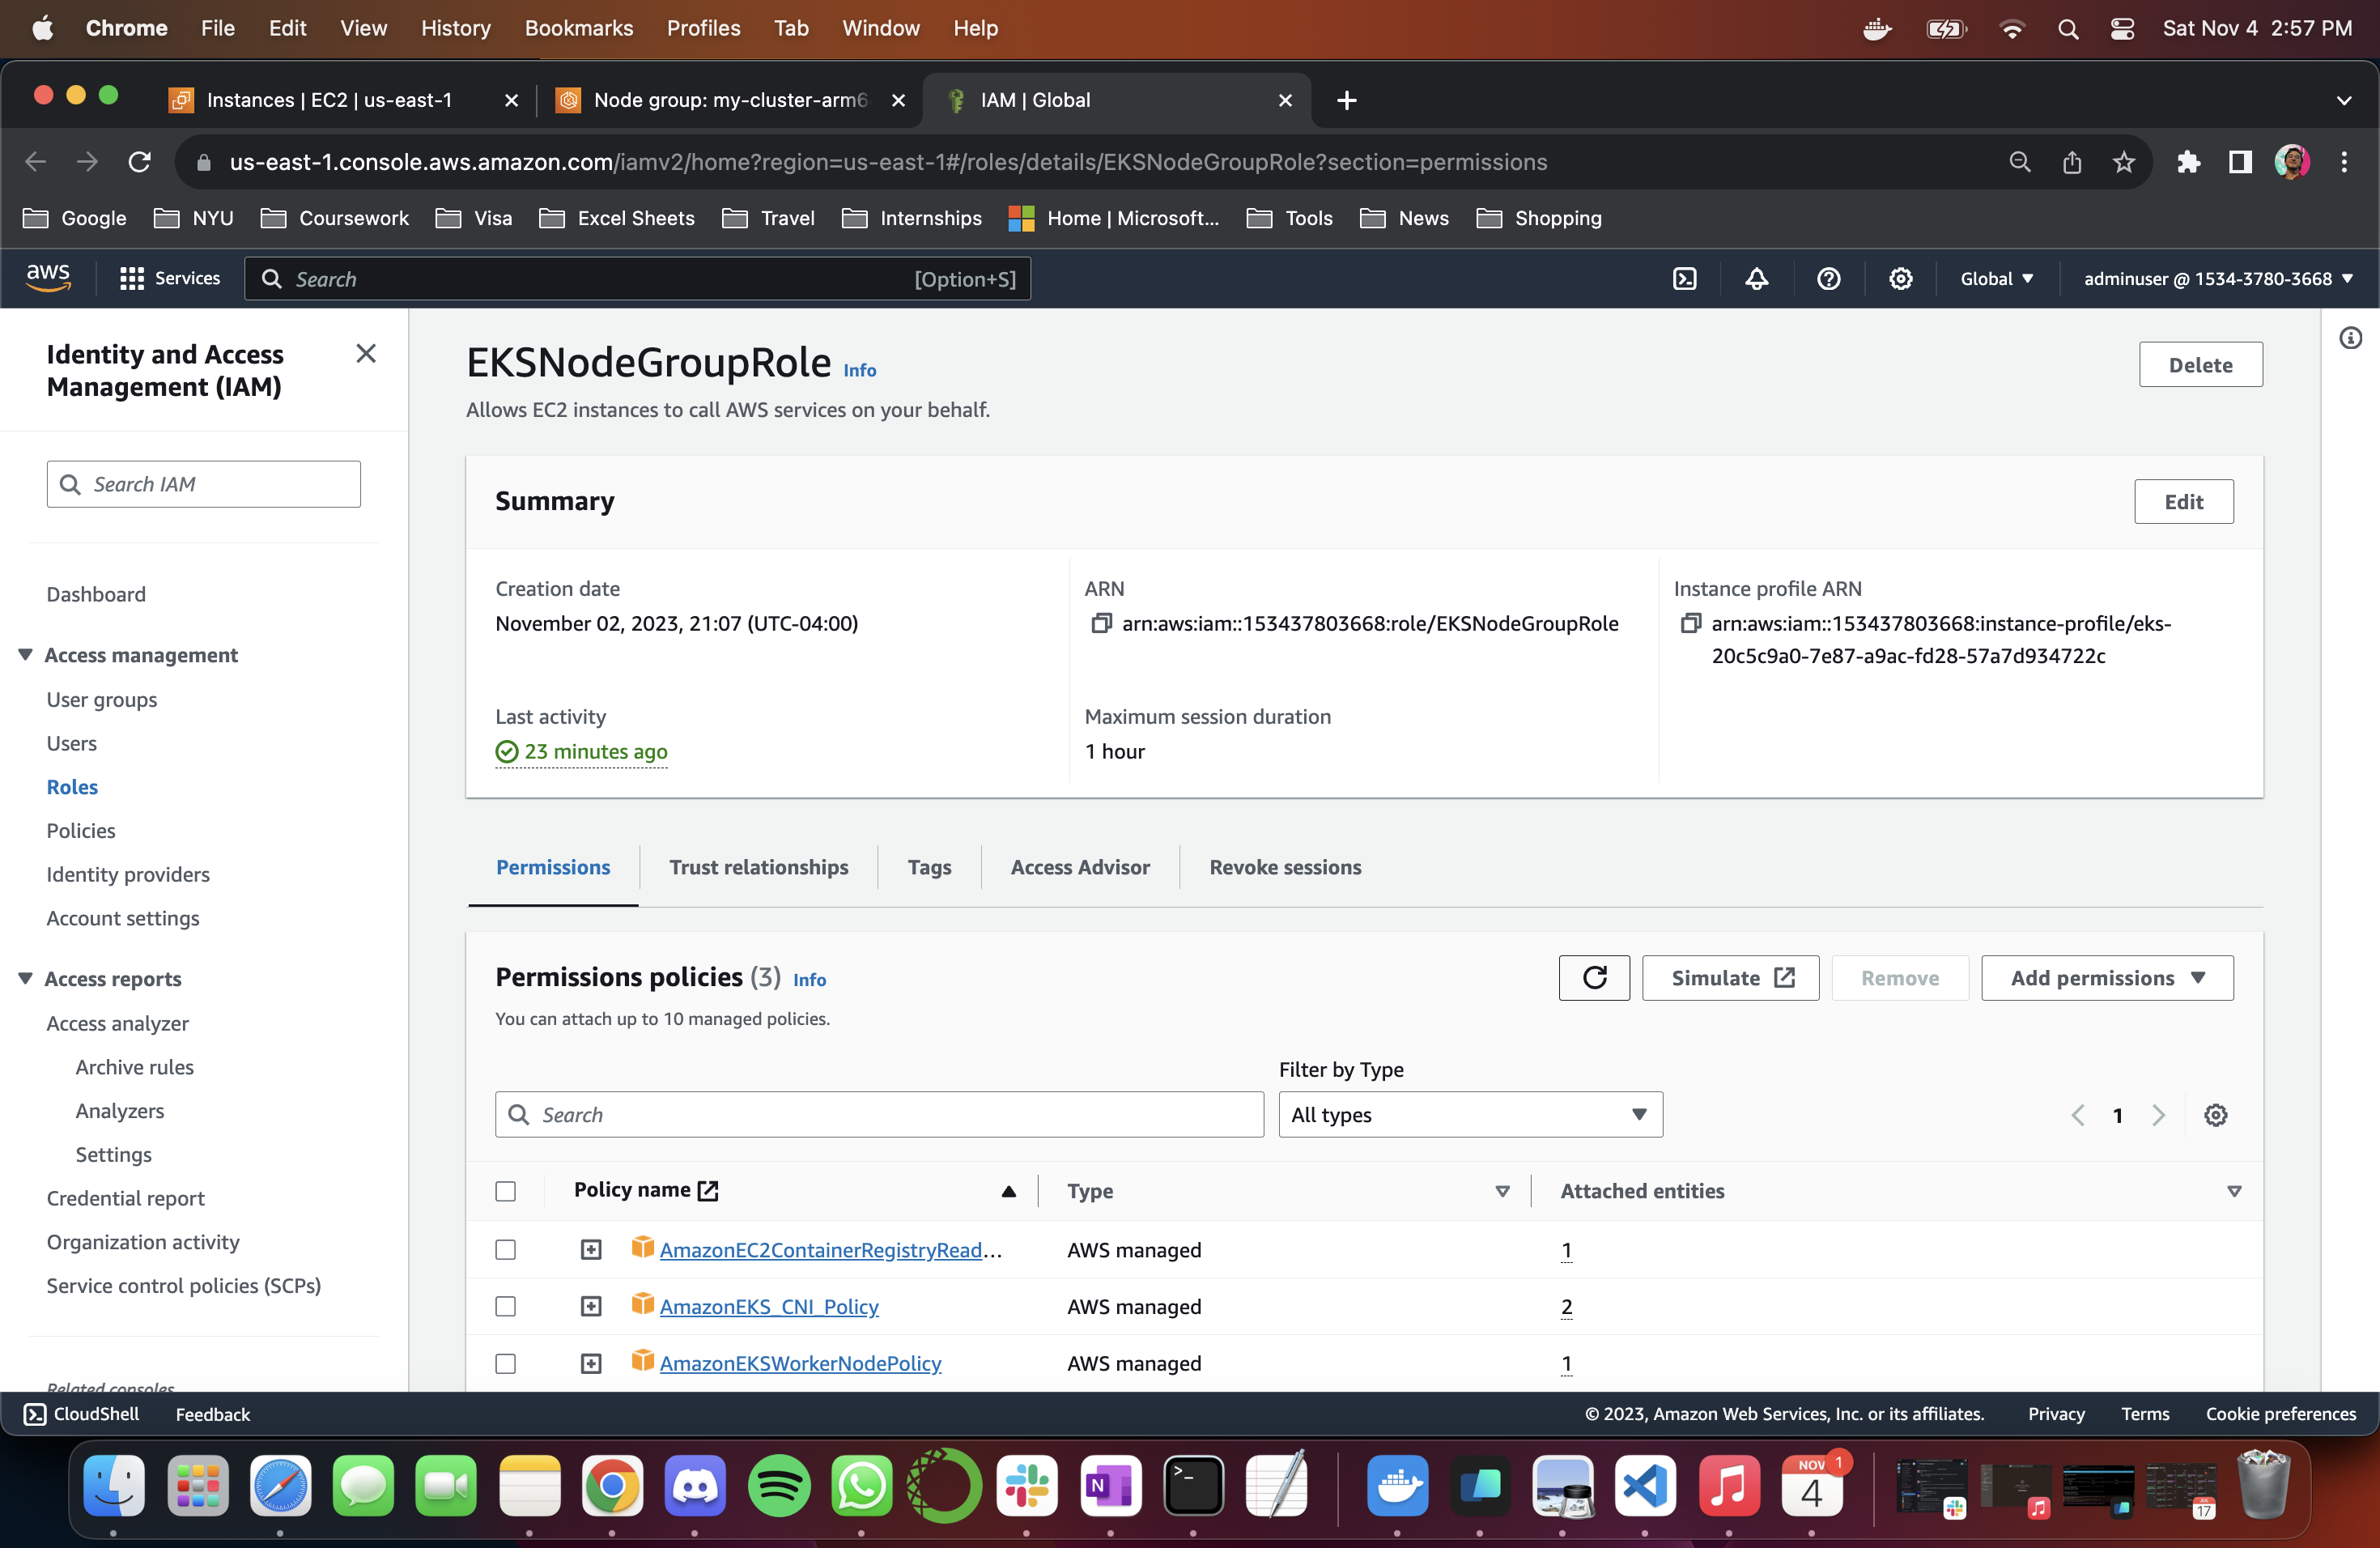 Chrome File Edit View History Bookmarks Profiles Tab Window Help Sat Nov 4 2:57 PM
Instances | EC2 | us-east-1 Node group: my-cluster-arm6 IAM | Global
us-east-1.console.aws.amazon.com/iamv2/home?region=us-east-1#/roles/details/EKSNodeGroupRole?section=permissions
Google NYU Coursework Visa Excel Sheets Travel Internships Home | Microsoft... Tools News Shopping
aws Services Search [Option+S] Global adminuser @ 1534-3780-3668
Identity and Access
Management (IAM)
Search IAM
Dashboard
Access management
User groups
Users
Roles
Policies
Identity providers
Account settings
Access reports
Access analyzer
Archive rules
Analyzers
Settings
Credential report
Organization activity
Service control policies (SCPs)
Related consoles
EKSNodeGroupRole Info
Delete
Allows EC2 instances to call AWS services on your behalf.
Summary
Edit
Creation date
November 02, 2023, 21:07 (UTC-04:00)
ARN
arn:aws:iam::153437803668:role/EKSNodeGroupRole
Instance profile ARN
arn:aws:iam::153437803668:instance-profile/eks-
20c5c9a0-7e87-a9ac-fd28-57a7d934722c
Last activity
23 minutes ago
Maximum session duration
1 hour
Permissions Trust relationships Tags Access Advisor Revoke sessions
Permissions policies (3) Info
You can attach up to 10 managed policies.
Simulate Remove Add permissions
Filter by Type
Search All types 1
Policy name Type Attached entities
AmazonEC2ContainerRegistryRead... AWS managed 1
AmazonEKS_CNI_Policy AWS managed 2
AmazonEKSWorkerNodePolicy AWS managed 1
CloudShell Feedback © 2023, Amazon Web Services, Inc. or its affiliates. Privacy Terms Cookie preferences
N
NOV 1
4
17